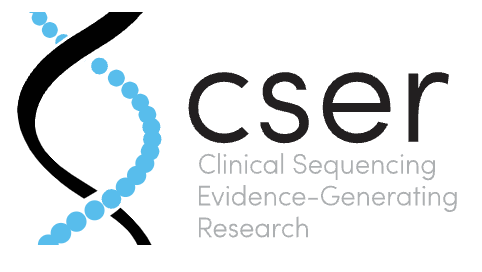 cser
Clinical Sequencing
Evidence-Generating
Research